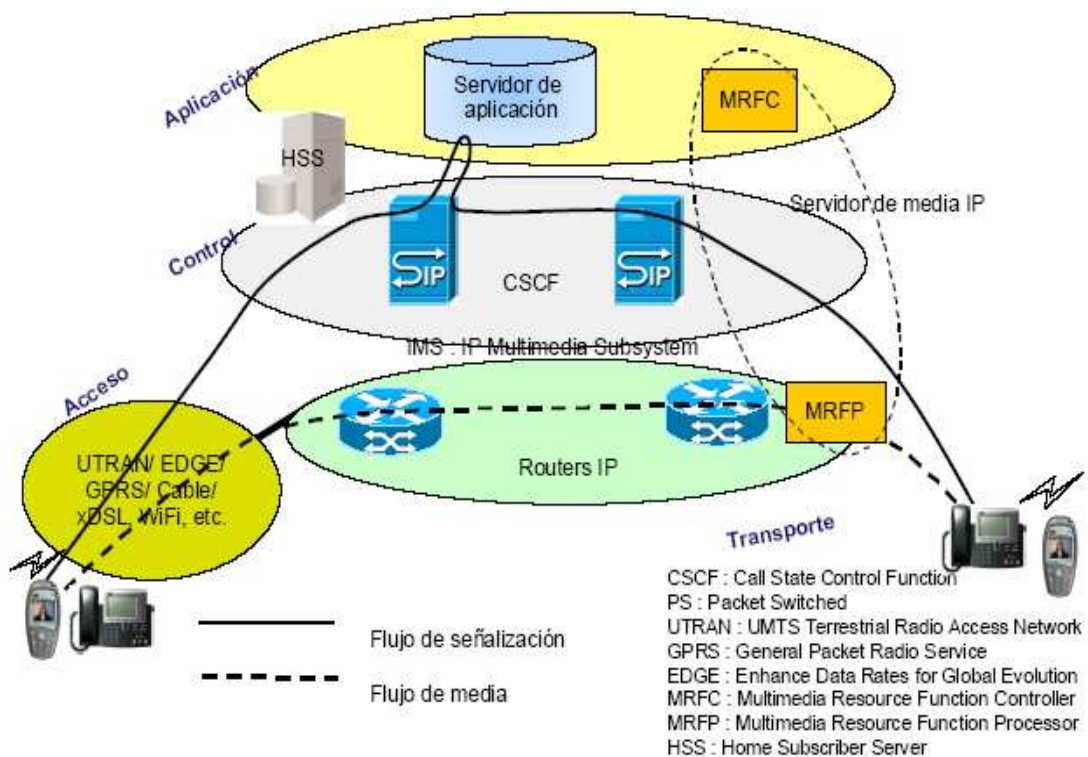 Aplicación
Servidor de
aplicación
MRFC
HSS
Servidor de media IP
Control
SIP
SIP
CSCF
IMS : IP Multimedia Subsystem
Acceso
UTRAN/ EDGE/
GPRS/ Cable/
xDSL, WiFi, etc.
MRFP
Routers IP
Transporte
Flujo de señalización
Flujo de media
CSCF : Call State Control Function
PS : Packet Switched
UTRAN : UMTS Terrestrial Radio Access Network
GPRS : General Packet Radio Service
EDGE : Enhance Data Rates for Global Evolution
MRFC : Multimedia Resource Function Controller
MRFP : Multimedia Resource Function Processor
HSS : Home Subscriber Server